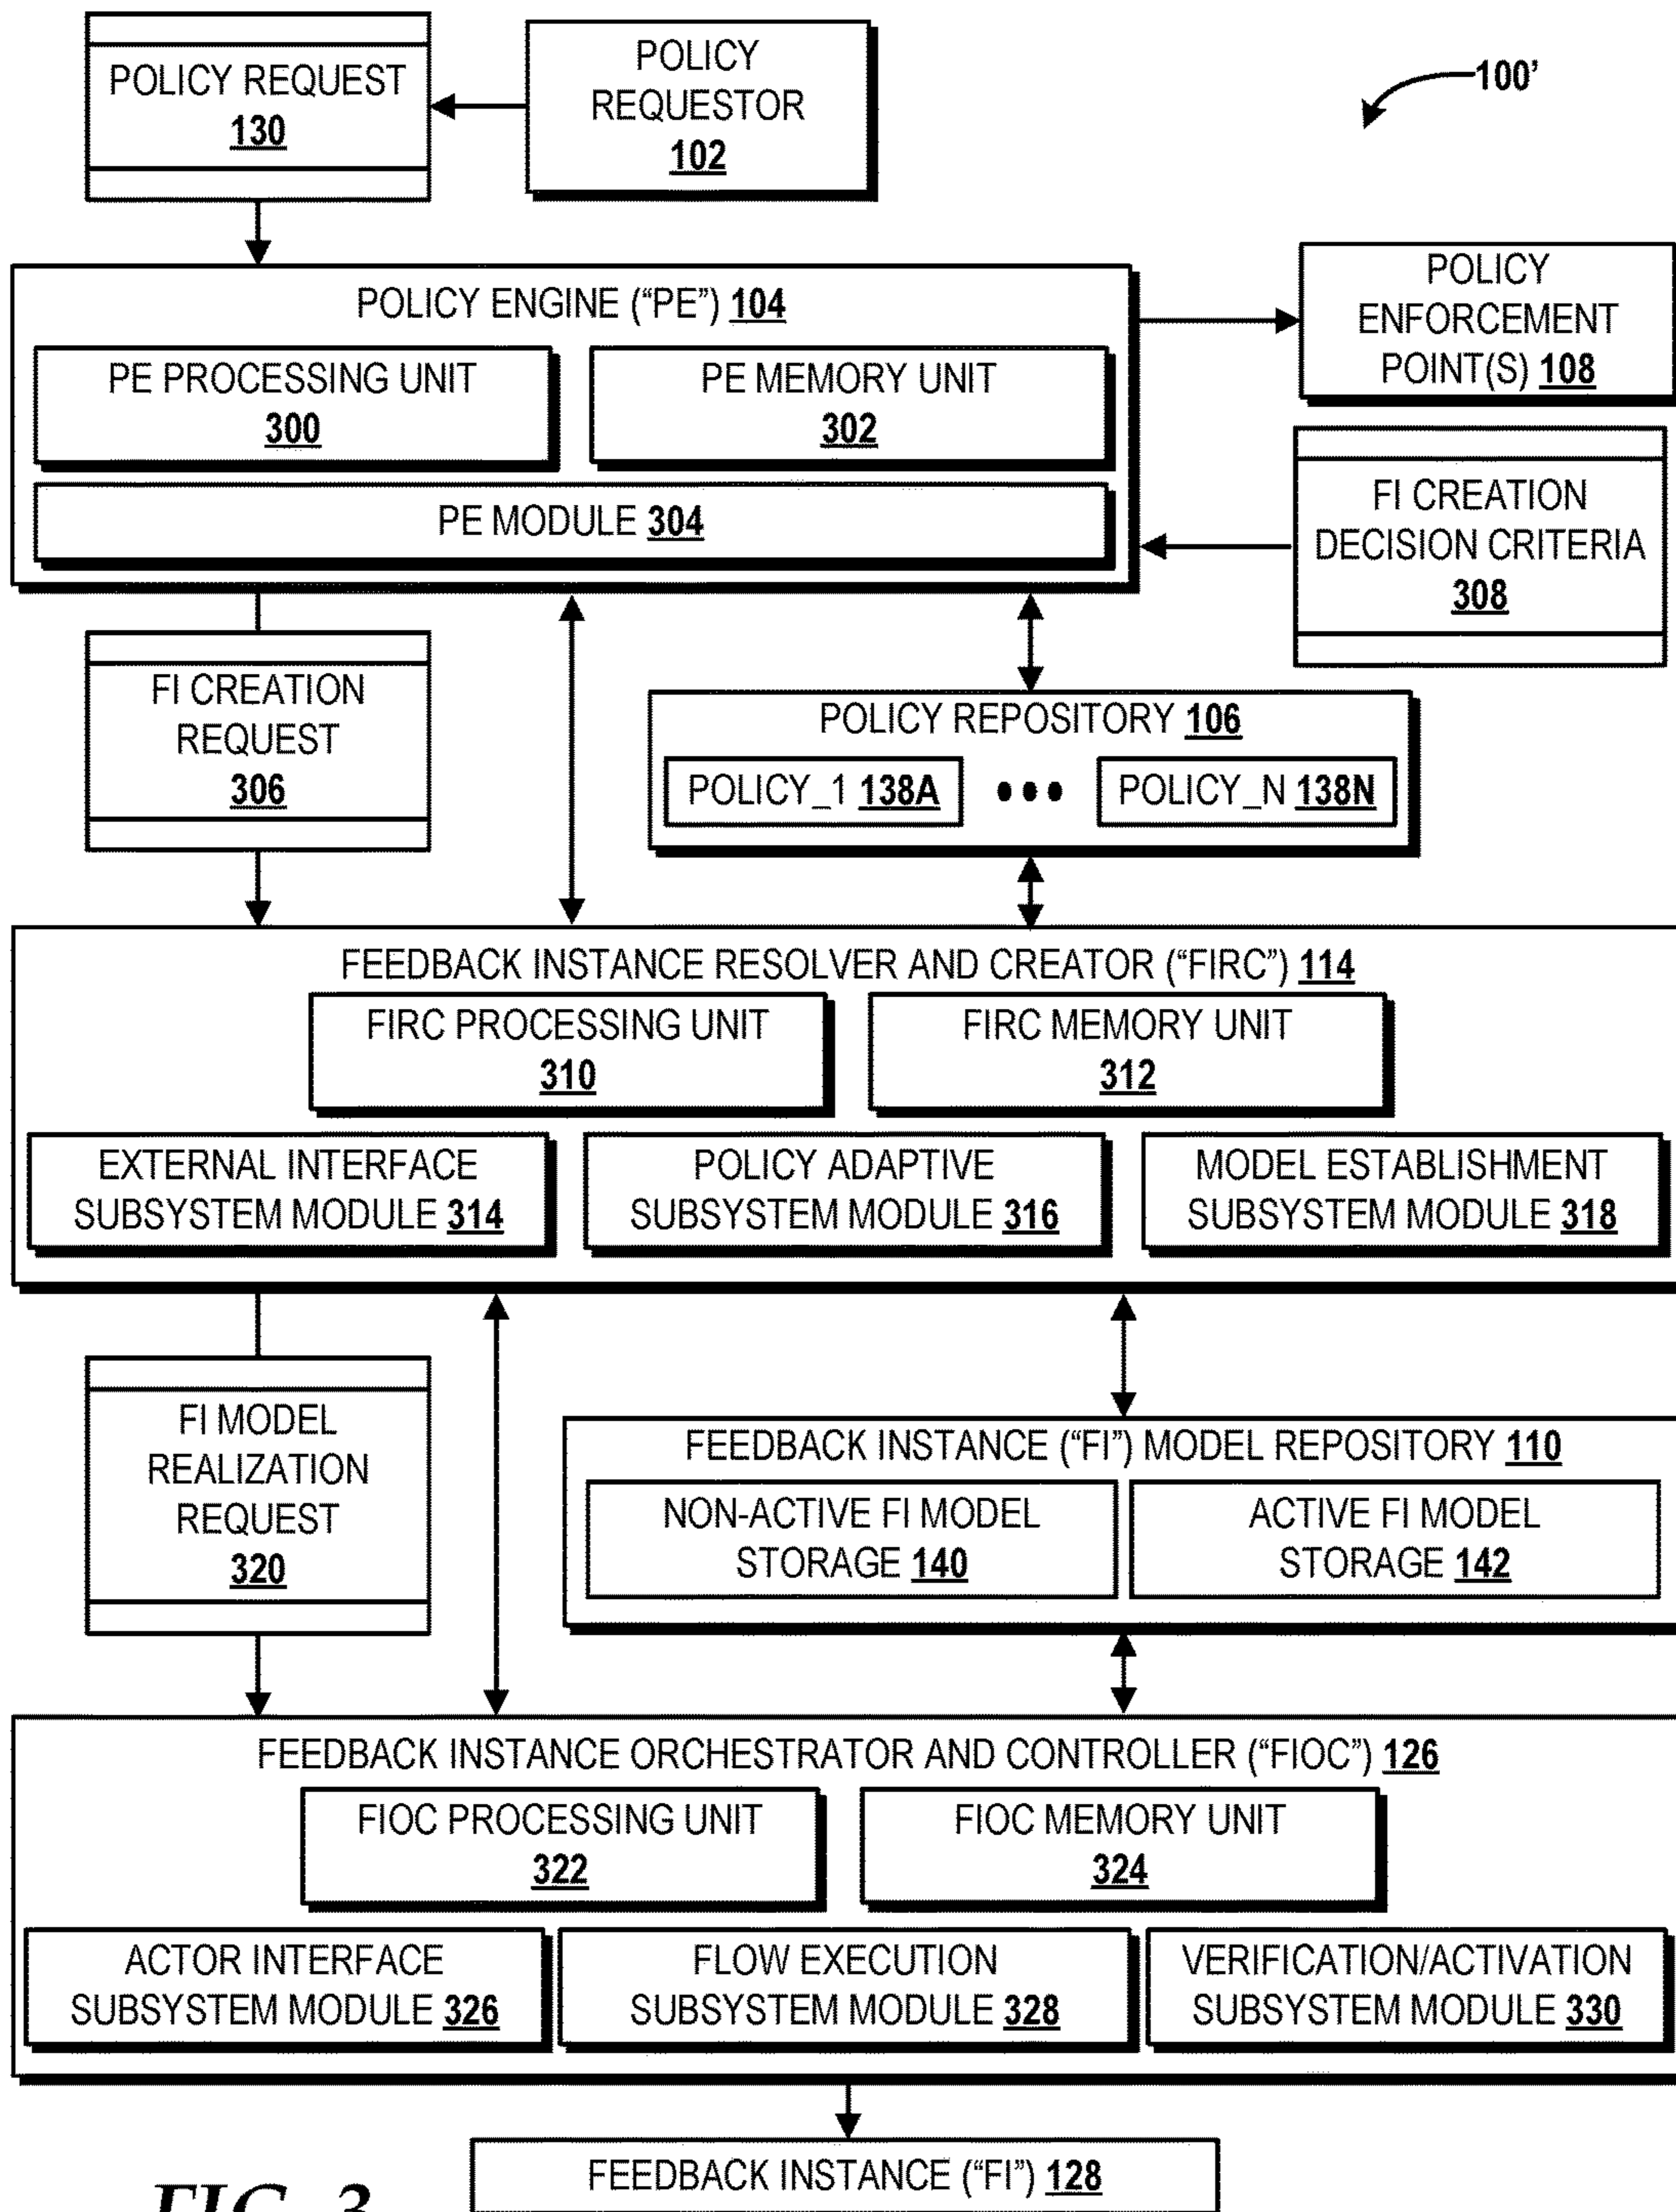 POLICY REQUEST
130
POLICY
REQUESTOR
102
100'
POLICY ENGINE (“PE”) 104
PE PROCESSING UNIT
300
PE MEMORY UNIT
302
PE MODULE 304
POLICY
ENFORCEMENT
POINT(S) 108
FI CREATION
DECISION CRITERIA
308
FI CREATION
REQUEST
306
POLICY REPOSITORY 106
POLICY_1 138A
•••
POLICY_N 138N
FEEDBACK INSTANCE RESOLVER AND CREATOR (“FIRC”) 114
FIRC PROCESSING UNIT
310
FIRC MEMORY UNIT
312
EXTERNAL INTERFACE
SUBSYSTEM MODULE 314
POLICY ADAPTIVE
SUBSYSTEM MODULE 316
MODEL ESTABLISHMENT
SUBSYSTEM MODULE 318
FI MODEL
REALIZATION
REQUEST
320
FEEDBACK INSTANCE (“FI”) MODEL REPOSITORY 110
NON-ACTIVE FI MODEL
STORAGE 140
ACTIVE FI MODEL
STORAGE 142
FEEDBACK INSTANCE ORCHESTRATOR AND CONTROLLER (“FIOC”) 126
FIOC PROCESSING UNIT
322
FIOC MEMORY UNIT
324
ACTOR INTERFACE
SUBSYSTEM MODULE 326
FLOW EXECUTION
SUBSYSTEM MODULE 328
VERIFICATION/ACTIVATION
SUBSYSTEM MODULE 330
FEEDBACK INSTANCE (“FI”) 128
FIG. 3